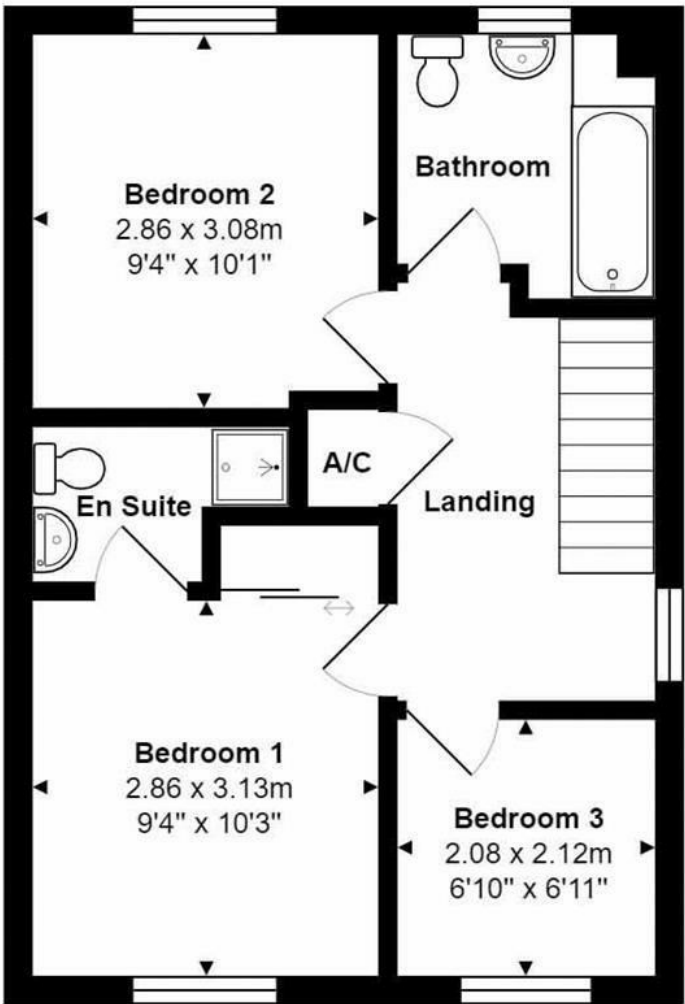 Bathroom
Bedroom 2
2.86 x 3.08m
9'4" x 10'1"
A/C
En Suite
Landing
Bedroom 1
2.86 x 3.13m
9'4" x 10'3"
Bedroom 3
2.08 x 2.12m
6'10" x 6'11"